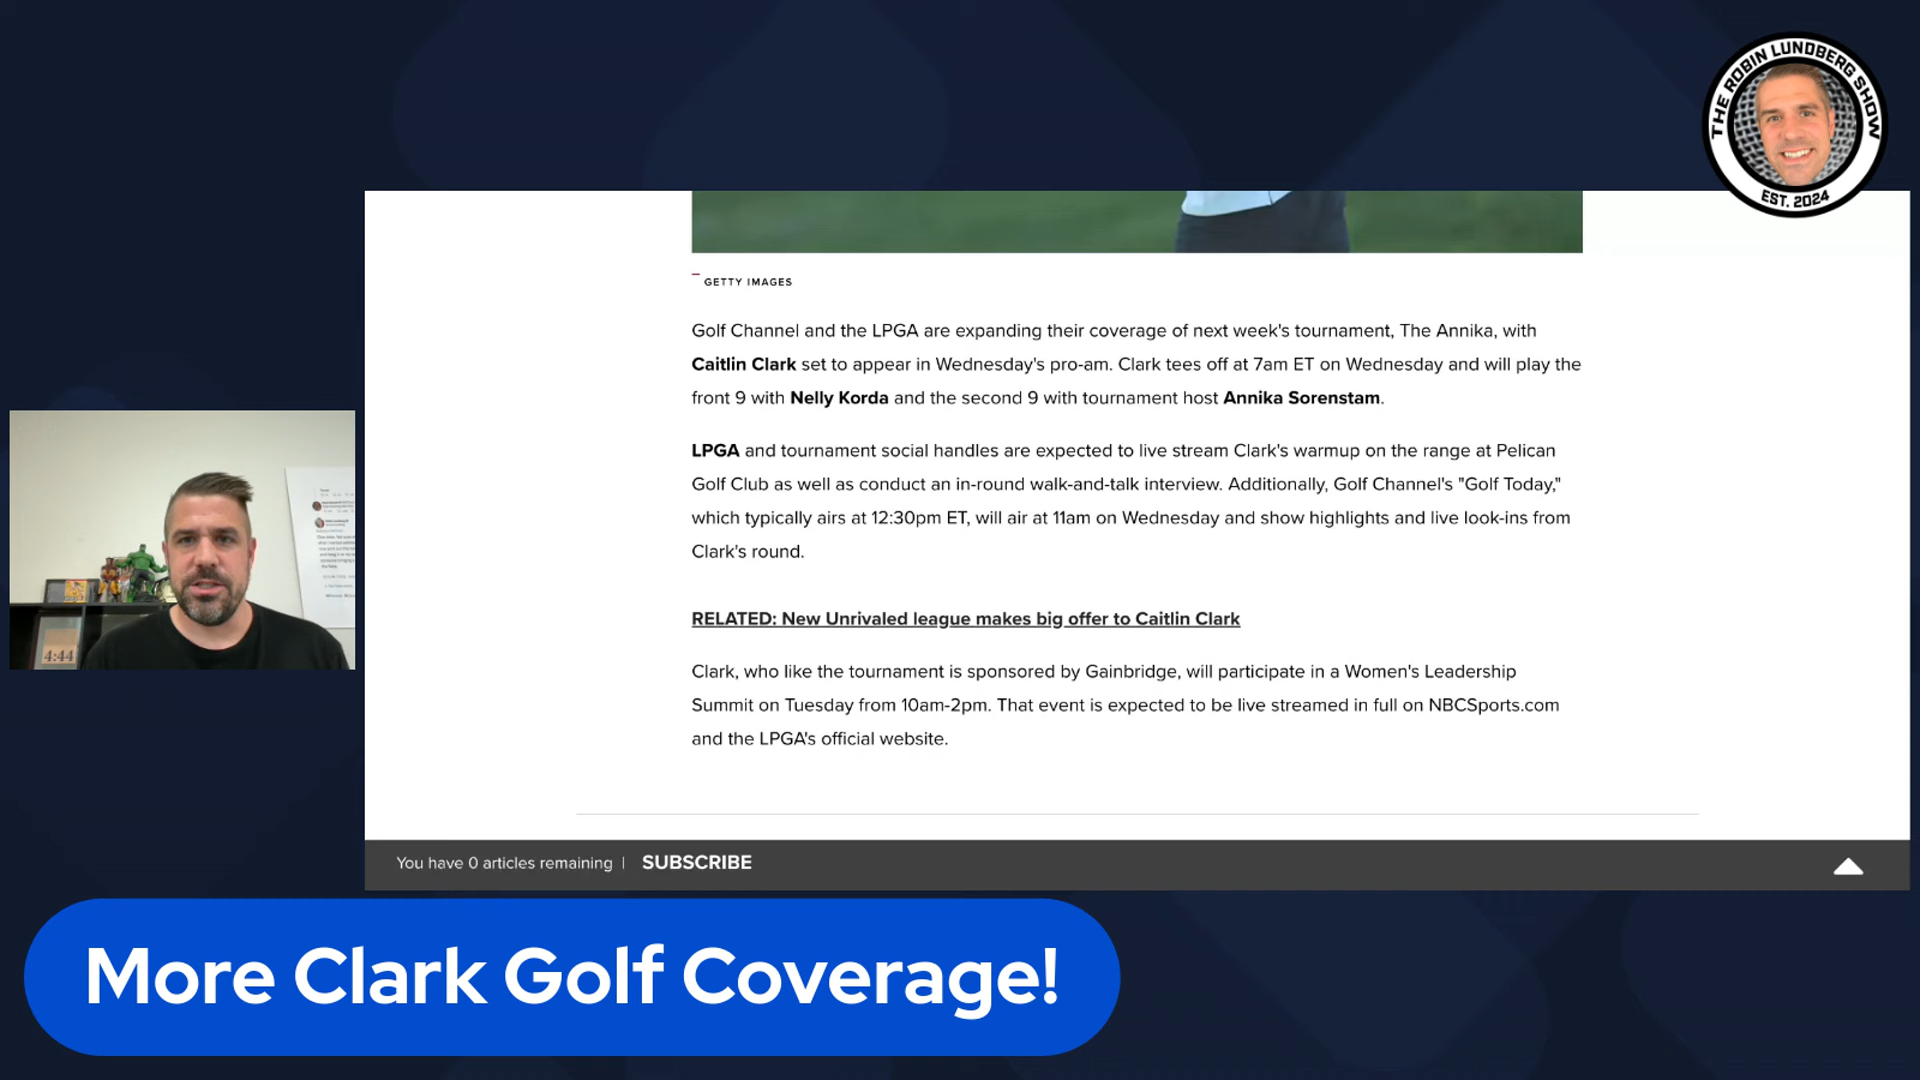 THE ROBIN LUNDBERG SHOW
EST. 2024
GETTY IMAGES
Golf Channel and the LPGA are expanding their coverage of next week's tournament, The Annika, with
Caitlin Clark set to appear in Wednesday's pro-am. Clark tees off at 7am ET on Wednesday and will play the
front 9 with Nelly Korda and the second 9 with tournament host Annika Sorenstam.
LPGA and tournament social handles are expected to live stream Clark's warmup on the range at Pelican
Golf Club as well as conduct an in-round walk-and-talk interview. Additionally, Golf Channel's "Golf Today,"
which typically airs at 12:30pm ET, will air at 11am on Wednesday and show highlights and live look-ins from
Clark's round.
RELATED: New Unrivaled league makes big offer to Caitlin Clark
Clark, who like the tournament is sponsored by Gainbridge, will participate in a Women's Leadership
Summit on Tuesday from 10am-2pm. That event is expected to be live streamed in full on NBCSports.com
and the LPGA's official website.
4:44
You have 0 articles remaining | SUBSCRIBE
More Clark Golf Coverage!